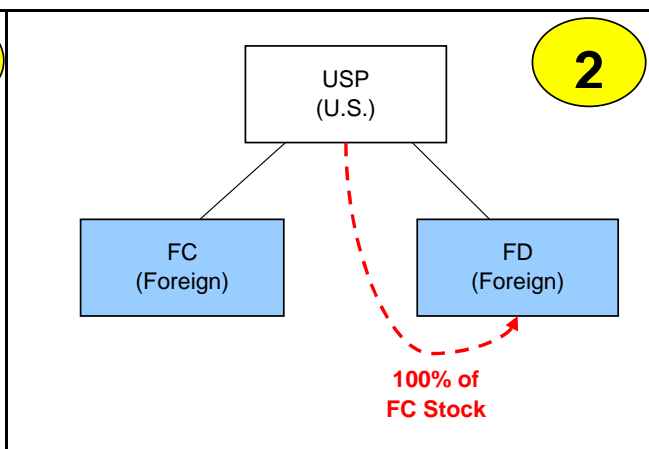 2
USP
(U.S.)
FC
(Foreign)
FD
(Foreign)
100% of
FC Stock